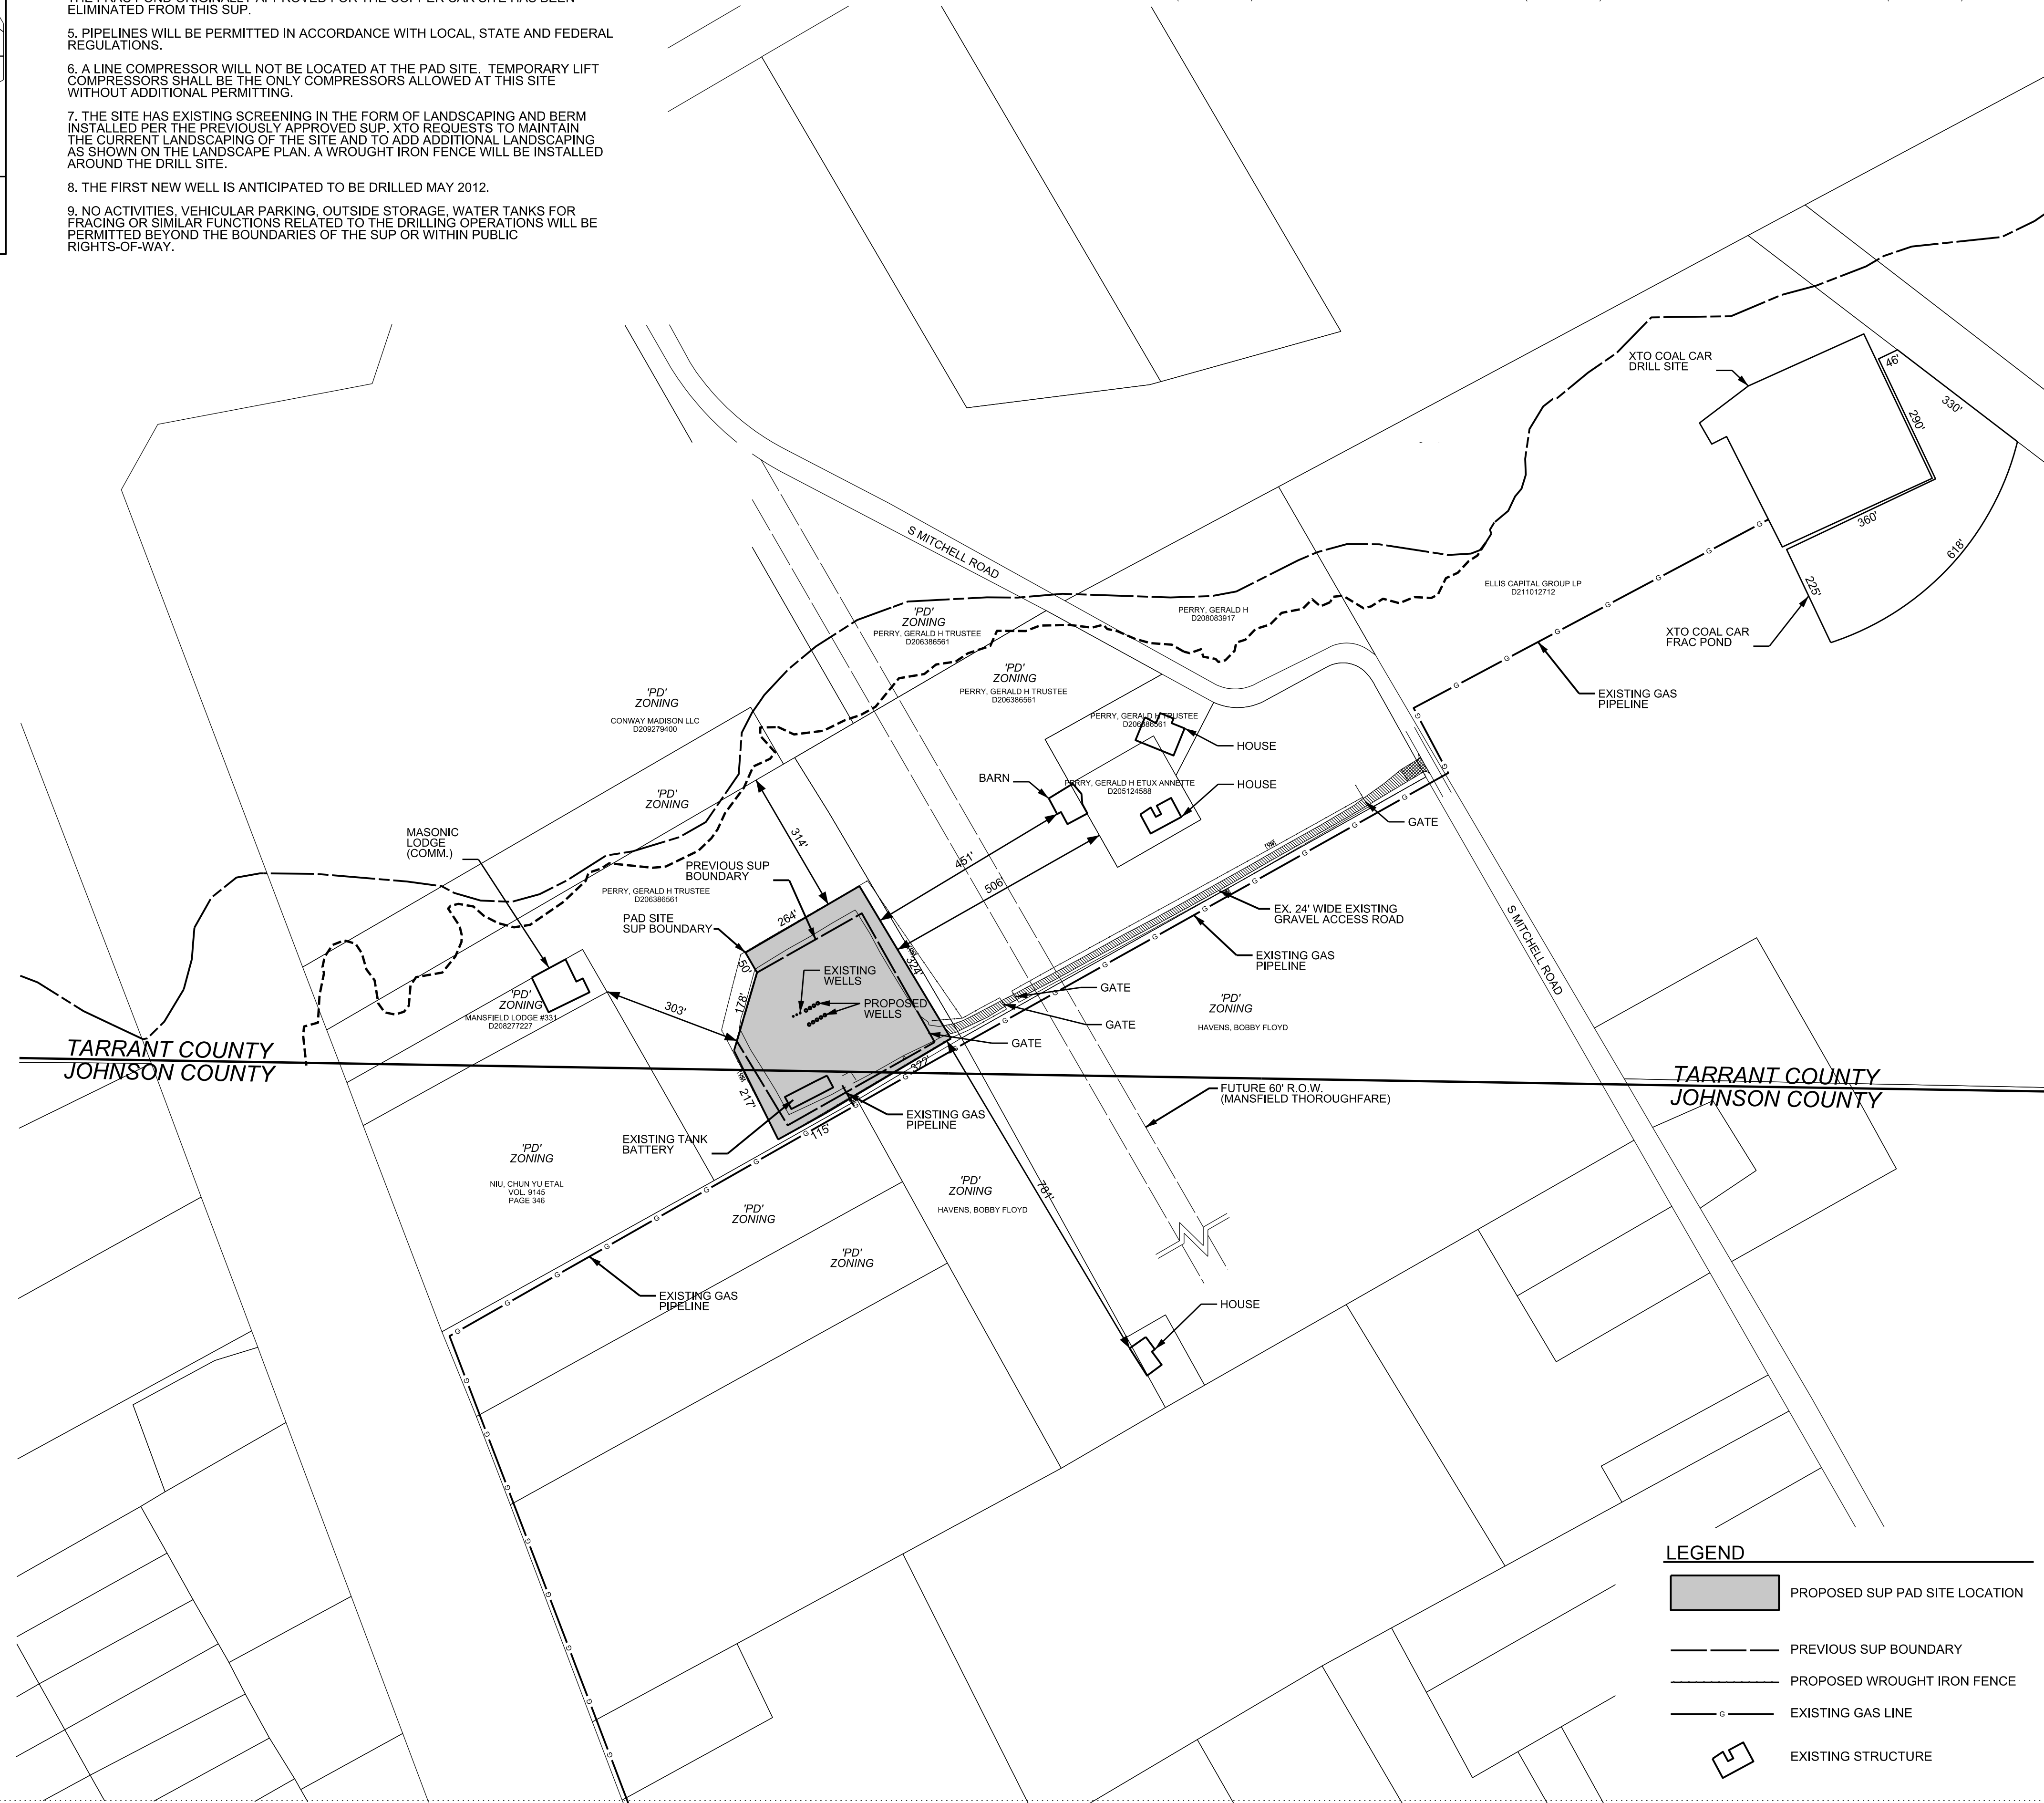 ELIMINATED FROM THIS SUP.
5. PIPELINES WILL BE PERMITTED IN ACCORDANCE WITH LOCAL, STATE AND FEDERAL
REGULATIONS.
6. A LINE COMPRESSOR WILL NOT BE LOCATED AT THE PAD SITE. TEMPORARY LIFT
COMPRESSORS SHALL BE THE ONLY COMPRESSORS ALLOWED AT THIS SITE
WITHOUT ADDITIONAL PERMITTING.
7. THE SITE HAS EXISTING SCREENING IN THE FORM OF LANDSCAPING AND BERM
INSTALLED PER THE PREVIOUSLY APPROVED SUP. XTO REQUESTS TO MAINTAIN
THE CURRENT LANDSCAPING OF THE SITE AND TO ADD ADDITIONAL LANDSCAPING
AS SHOWN ON THE LANDSCAPE PLAN. A WROUGHT IRON FENCE WILL BE INSTALLED
AROUND THE DRILL SITE.
8. THE FIRST NEW WELL IS ANTICIPATED TO BE DRILLED MAY 2012.
9. NO ACTIVITIES, VEHICULAR PARKING, OUTSIDE STORAGE, WATER TANKS FOR
FRACING OR SIMILAR FUNCTIONS RELATED TO THE DRILLING OPERATIONS WILL BE
PERMITTED BEYOND THE BOUNDARIES OF THE SUP OR WITHIN PUBLIC
RIGHTS-OF-WAY.
XTO COAL CAR
DRILL SITE
46'
330'
290'
360'
618'
225'
XTO COAL CAR
FRAC POND
EXISTING GAS
PIPELINE
ELLIS CAPITAL GROUP LP
D211012712
S MITCHELL ROAD
PERRY, GERALD H
D208083917
'PD'
ZONING
PERRY, GERALD H TRUSTEE
D206386561
'PD'
ZONING
PERRY, GERALD H TRUSTEE
D206386561
'PD'
ZONING
CONWAY MADISON LLC
D209279400
PERRY, GERALD H TRUSTEE
D206386561
HOUSE
BARN
PERRY, GERALD H ETUX ANNETTE
D205124588
HOUSE
GATE
'PD'
ZONING
314'
451'
506'
MASONIC
LODGE
(COMM.)
PREVIOUS SUP
BOUNDARY
PERRY, GERALD H TRUSTEE
D206386561
PAD SITE
SUP BOUNDARY
264'
50'
178'
324'
EXISTING
WELLS
PROPOSED
WELLS
EX. 24' WIDE EXISTING
GRAVEL ACCESS ROAD
EXISTING GAS
PIPELINE
S MITCHELL ROAD
GATE
GATE
GATE
'PD'
ZONING
HAVENS, BOBBY FLOYD
'PD'
ZONING
MANSFIELD LODGE #331
D208277227
303'
TARRANT COUNTY
JOHNSON COUNTY
322'
217'
115'
FUTURE 60' R.O.W.
(MANSFIELD THOROUGHFARE)
TARRANT COUNTY
JOHNSON COUNTY
EXISTING GAS
PIPELINE
EXISTING TANK
BATTERY
'PD'
ZONING
NIU, CHUN YU ETAL
VOL. 9145
PAGE 346
'PD'
ZONING
HAVENS, BOBBY FLOYD
781'
'PD'
ZONING
'PD'
ZONING
EXISTING GAS
PIPELINE
HOUSE
LEGEND
PROPOSED SUP PAD SITE LOCATION
PREVIOUS SUP BOUNDARY
PROPOSED WROUGHT IRON FENCE
G EXISTING GAS LINE
EXISTING STRUCTURE